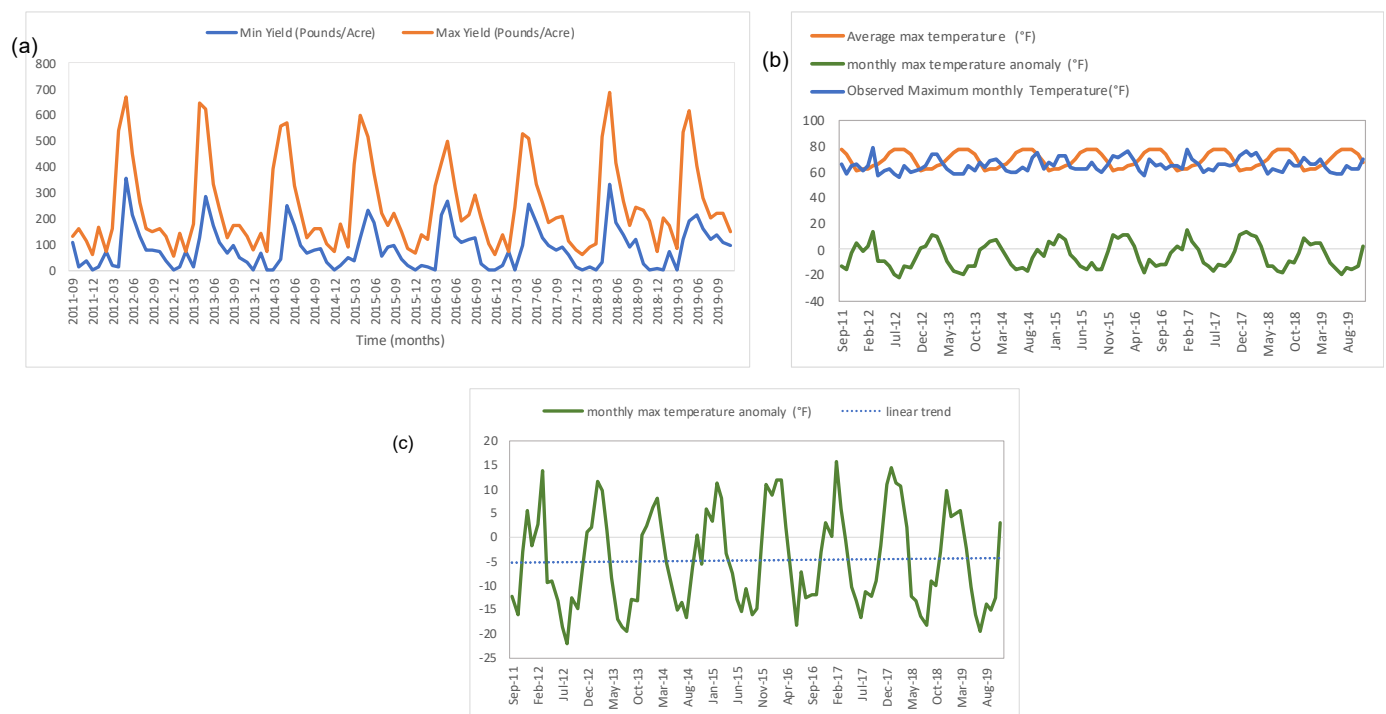 (a)
Min Yield (Pounds/Acre) Max Yield (Pounds/Acre)
800
700
600
500
400
300
200
100
0
2011-09 2011-12 2012-03 2012-06 2012-09 2012-12 2013-03 2013-06 2013-09 2013-12 2014-03 2014-06 2014-09 2014-12 2015-03 2015-06 2015-09 2015-12 2016-03 2016-06 2016-09 2016-12 2017-03 2017-06 2017-09 2017-12 2018-03 2018-06 2018-09 2018-12 2019-03 2019-06 2019-09
Time (months)
(b)
Average max temperature (°F)
monthly max temperature anomaly (°F)
Observed Maximum monthly Temperature(°F)
100
80
60
40
20
0
-20
-40
Sep-11 Feb-12 Jul-12 Dec-12 May-13 Oct-13 Mar-14 Aug-14 Jan-15 Jun-15 Nov-15 Apr-16 Sep-16 Feb-17 Jul-17 Dec-17 May-18 Oct-18 Mar-19 Aug-19
(c)
monthly max temperature anomaly (°F) linear trend
20
15
10
5
0
-5
-10
-15
-20
-25
Sep-11 Feb-12 Jul-12 Dec-12 May-13 Oct-13 Mar-14 Aug-14 Jan-15 Jun-15 Nov-15 Apr-16 Sep-16 Feb-17 Jul-17 Dec-17 May-18 Oct-18 Mar-19 Aug-19